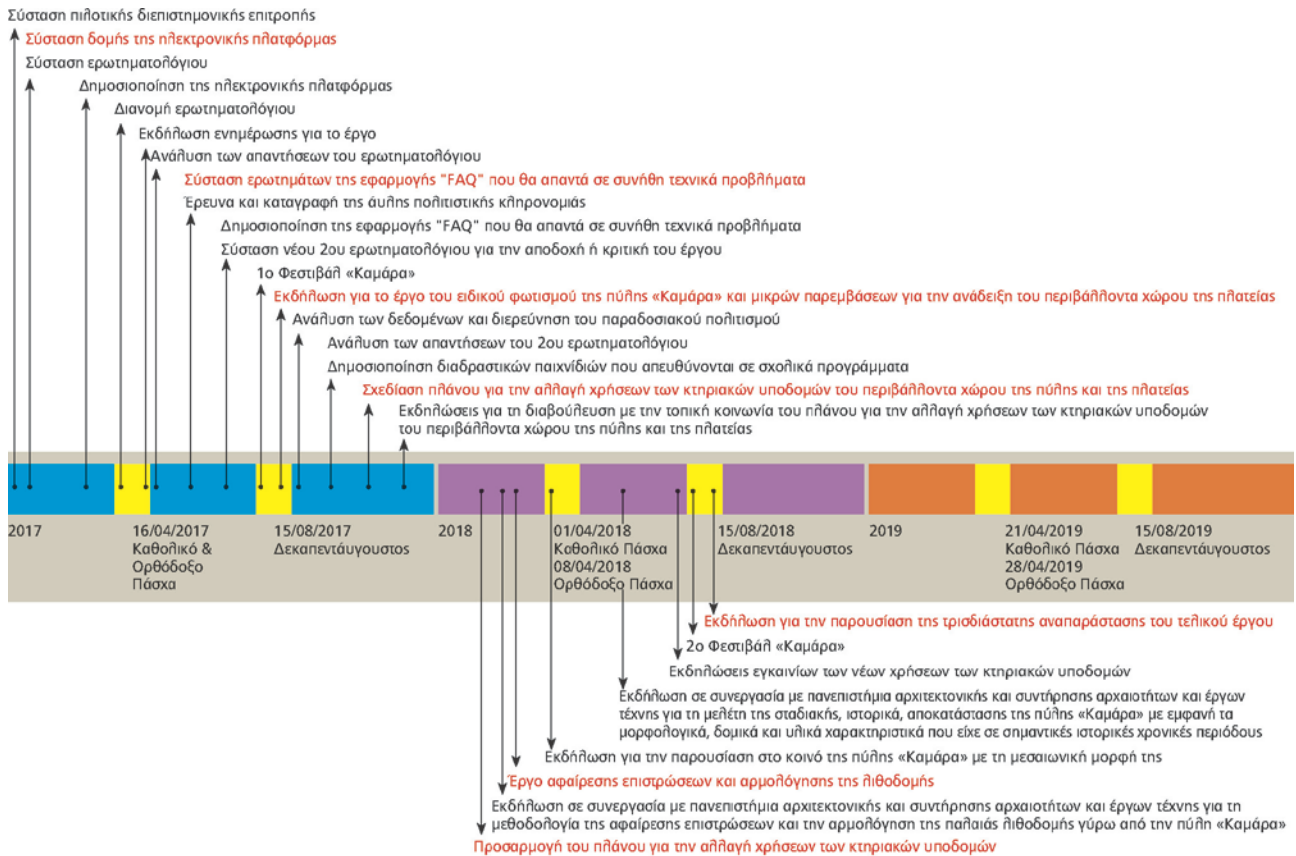 Σύσταση πιλοτικής διεπιστημονικής επιτροπής
Σύσταση δομής της ηλεκτρονικής πλατφόρμας
Σύσταση ερωτηματολογίου
Δημοσιοποίηση της ηλεκτρονικής πλατφόρμας
Διανομή ερωτηματολόγιου
Εκδήλωση ενημέρωσης για το έργο
Ανάλυση των απαντήσεων του ερωτηματολόγιου
Σύσταση ερωτημάτων της εφαρμογής "FAQ" που θα απαντά σε συνήθη τεχνικά προβλήματα
Έρευνα και καταγραφή της άυλης πολιτιστικής κληρονομιάς
Δημοσιοποίηση της εφαρμογής "FAQ" που θα απαντά σε συνήθη τεχνικά προβλήματα
Σύσταση νέου 2ου ερωτηματολόγιου για την αποδοχή ή κριτική του έργου
1ο Φεστιβάλ «Καμάρα»
Εκδήλωση για το έργο του ειδικού φωτισμού της πύλης «Καμάρα» και μικρών παρεμβάσεων για την ανάδειξη του περιβάλλοντα χώρου της πλατείας
Ανάλυση των δεδομένων και διερεύνηση του παραδοσιακού πολιτισμού
Ανάλυση των απαντήσεων του 2ου ερωτηματολόγιου
Δημοσιοποίηση διαδραστικών παιχνίδιών που απευθύνονται σε σχολικά προγράμματα
Σχεδίαση πλάνου για την αλλαγή χρήσεων των κτηριακών υποδομών του περιβάλλοντα χώρου της πύλης και της πλατείας
Εκδηλώσεις για τη διαβούλευση με την τοπική κοινωνία του πλάνου για την αλλαγή χρήσεων των κτηριακών υποδομών
του περιβάλλοντα χώρου της πύλης και της πλατείας
2017
16/04/2017
Καθολικό &
Ορθόδοξο
Πάσχα
15/08/2017
Δεκαπεντάυγουστος
2018
01/04/2018
Καθολικό Πάσχα
08/04/2018
Ορθόδοξο Πάσχα
15/08/2018
Δεκαπεντάυγουστος
2019
21/04/2019
Καθολικό Πάσχα
28/04/2019
Ορθόδοξο Πάσχα
15/08/2019
Δεκαπεντάυγουστος
Εκδήλωση για την παρουσίαση της τρισδιάστατης αναπαράστασης του τελικού έργου
2ο Φεστιβάλ «Καμάρα»
Εκδηλώσεις εγκαινίων των νέων χρήσεων των κτηριακών υποδομών
Εκδήλωση σε συνεργασία με πανεπιστήμια αρχιτεκτονικής και συντήρησης αρχαιοτήτων και έργων
τέχνης για τη μελέτη της σταδιακής, ιστορικά, αποκατάστασης της πύλης «Καμάρα» με εμφανή τα
μορφολογικά, δομικά και υλικά χαρακτηριστικά που είχε σε σημαντικές ιστορικές χρονικές περιόδους
Εκδήλωση για την παρουσίαση στο κοινό της πύλης «Καμάρα» με τη μεσαιωνική μορφή της
Έργο αφαίρεσης επιστρώσεων και αρμολόγησης της λιθοδομής
Εκδήλωση σε συνεργασία με πανεπιστήμια αρχιτεκτονικής και συντήρησης αρχαιοτήτων και έργων τέχνης για τη
μεθοδολογία της αφαίρεσης επιστρώσεων και την αρμολόγηση της παλαιάς λιθοδομής γύρω από την πύλη «Καμάρα»
Προσαρμογή του πλάνου για την αλλαγή χρήσεων των κτηριακών υποδομών